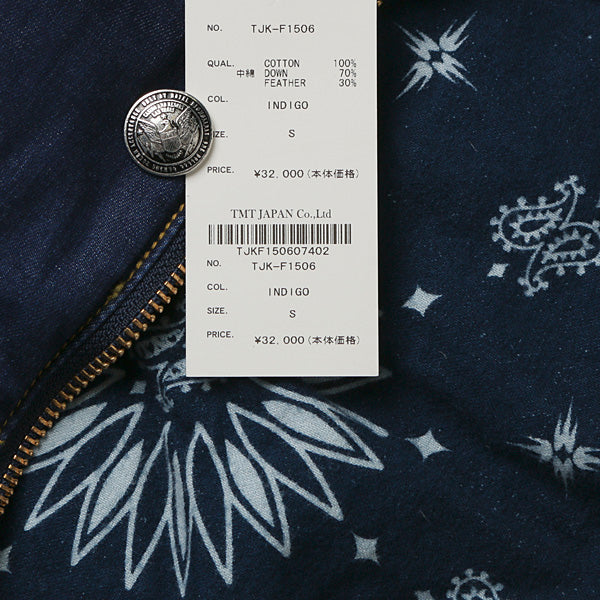 NO. TJK-F1506
QUAL. COTTON 100%
中綿 DOWN 70%
FEATHER 30%
COL. INDIGO
SIZE. S
PRICE. ¥32,000(本体価格)
TMT JAPAN Co.,Ltd
TJKF150607402
NO. TJK-F1506
COL. INDIGO
SIZE. S
PRICE. ¥32,000(本体価格)